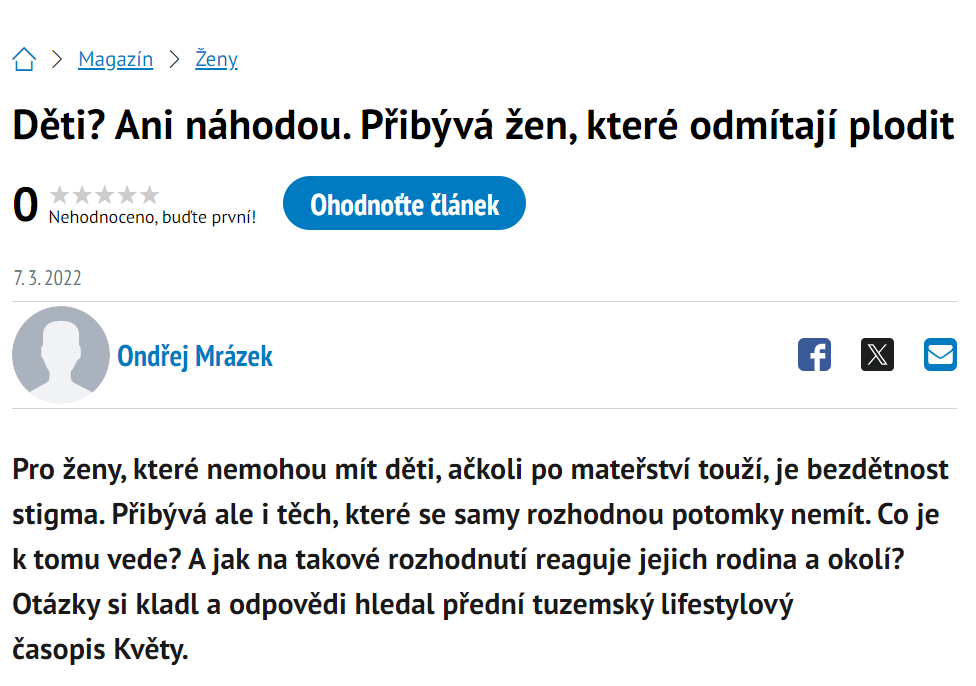 Magazín > Ženy
Děti? Ani náhodou. Přibývá žen, které odmítají plodit
0 Nehodnoceno, buďte první!
Ohodnoťte článek
7. 3. 2022
Ondřej Mrázek
Pro ženy, které nemohou mít děti, ačkoli po mateřství touží, je bezdětnost
stigma. Přibývá ale i těch, které se samy rozhodnou potomky nemít. Co je
k tomu vede? A jak na takové rozhodnutí reaguje jejich rodina a okolí?
Otázky si kladl a odpovědi hledal přední tuzemský lifestylový
časopis Květy.